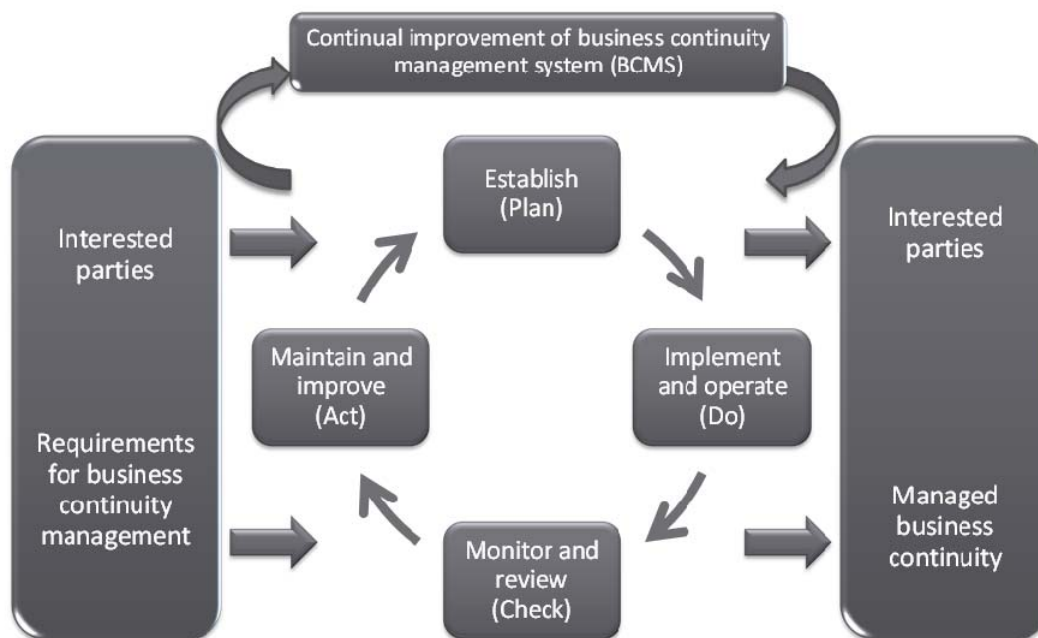 Continual improvement of business continuity
management system (BCMS)
Interested
parties
Requirements
for business
continuity
management
Establish
(Plan)
Maintain and
improve
(Act)
Implement
and operate
(Do)
Monitor and
review
(Check)
Interested
parties
Managed
business
continuity